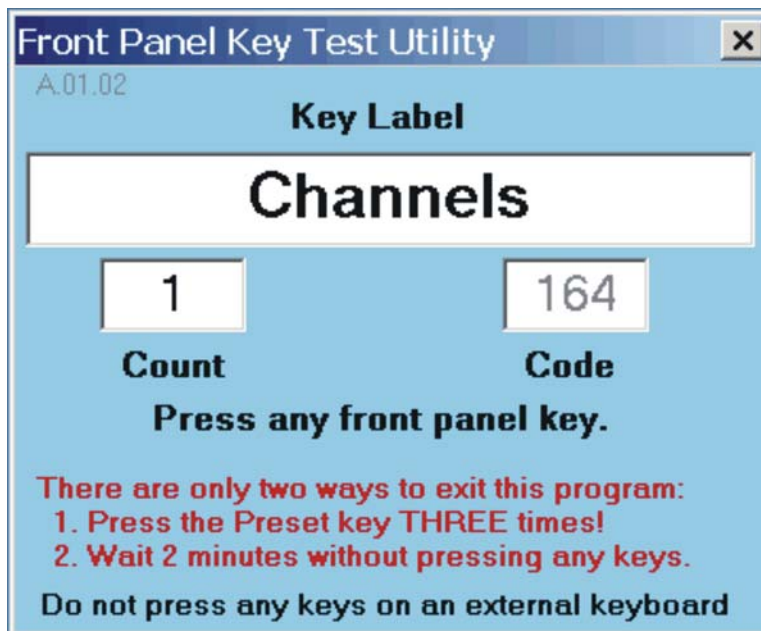 Front Panel Key Test Utility
A.01.02
Key Label
Channels
1 164
Count Code
Press any front panel key.
There are only two ways to exit this program:
1. Press the Preset key THREE times!
2. Wait 2 minutes without pressing any keys.
Do not press any keys on an external keyboard